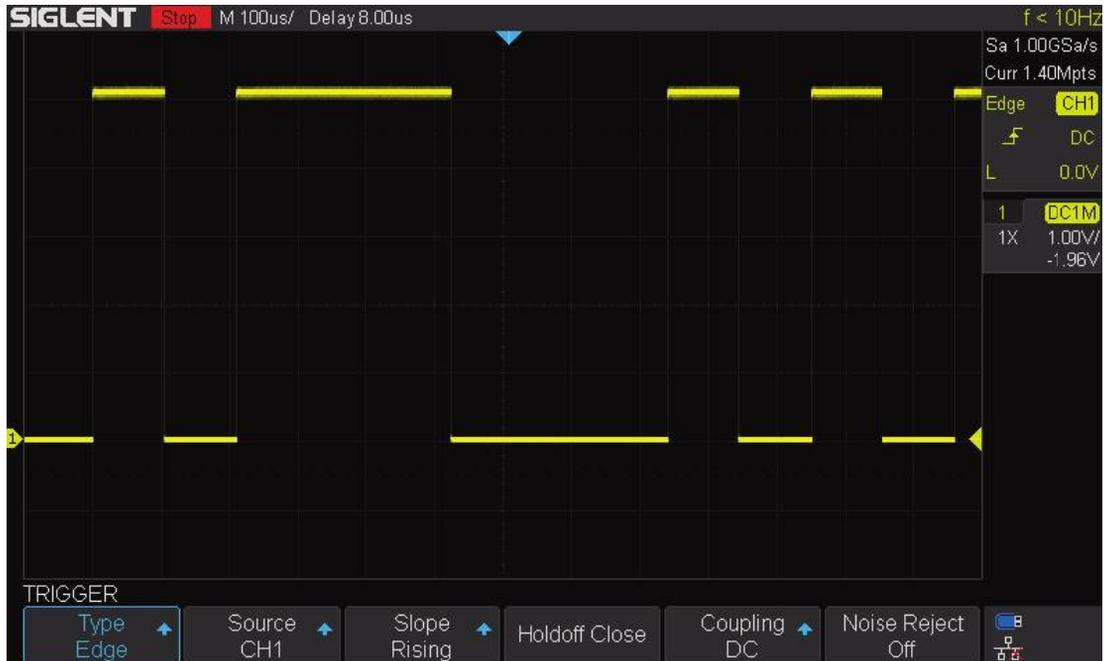 SIGLENT Stop M 100us/ Delay 8.00us f < 10Hz
Sa 1.00GSa/s
Curr 1.40Mpts
Edge CH1
DC
L 0.0V
1 DC1M
1X 1.00V/
-1.96V
1
TRIGGER
Type Source Slope Holdoff Close Coupling Noise Reject
Edge CH1 Rising DC Off